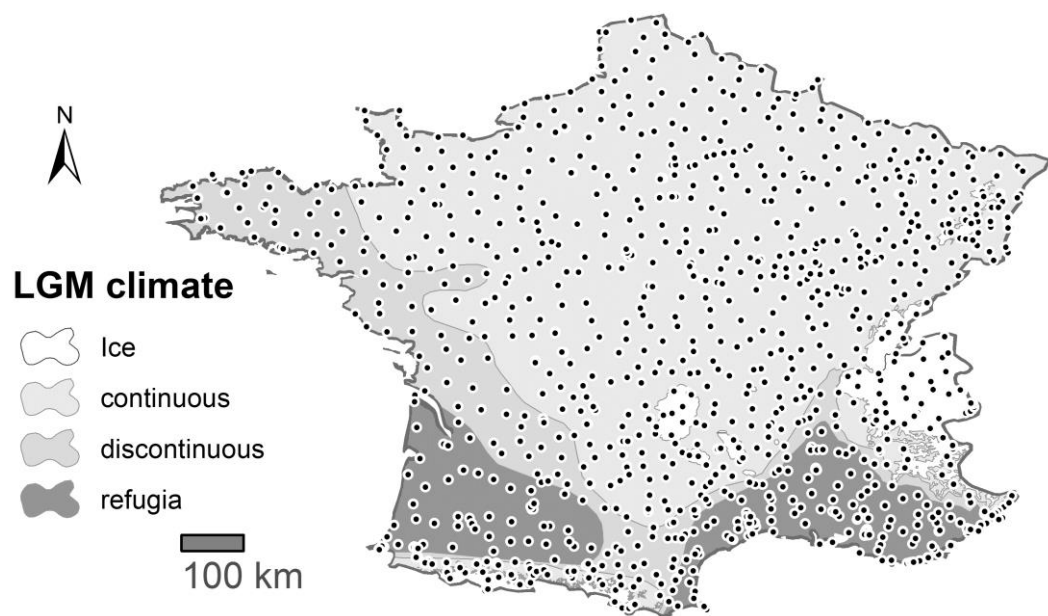 N
LGM climate
Ice
continuous
discontinuous
refugia
100 km